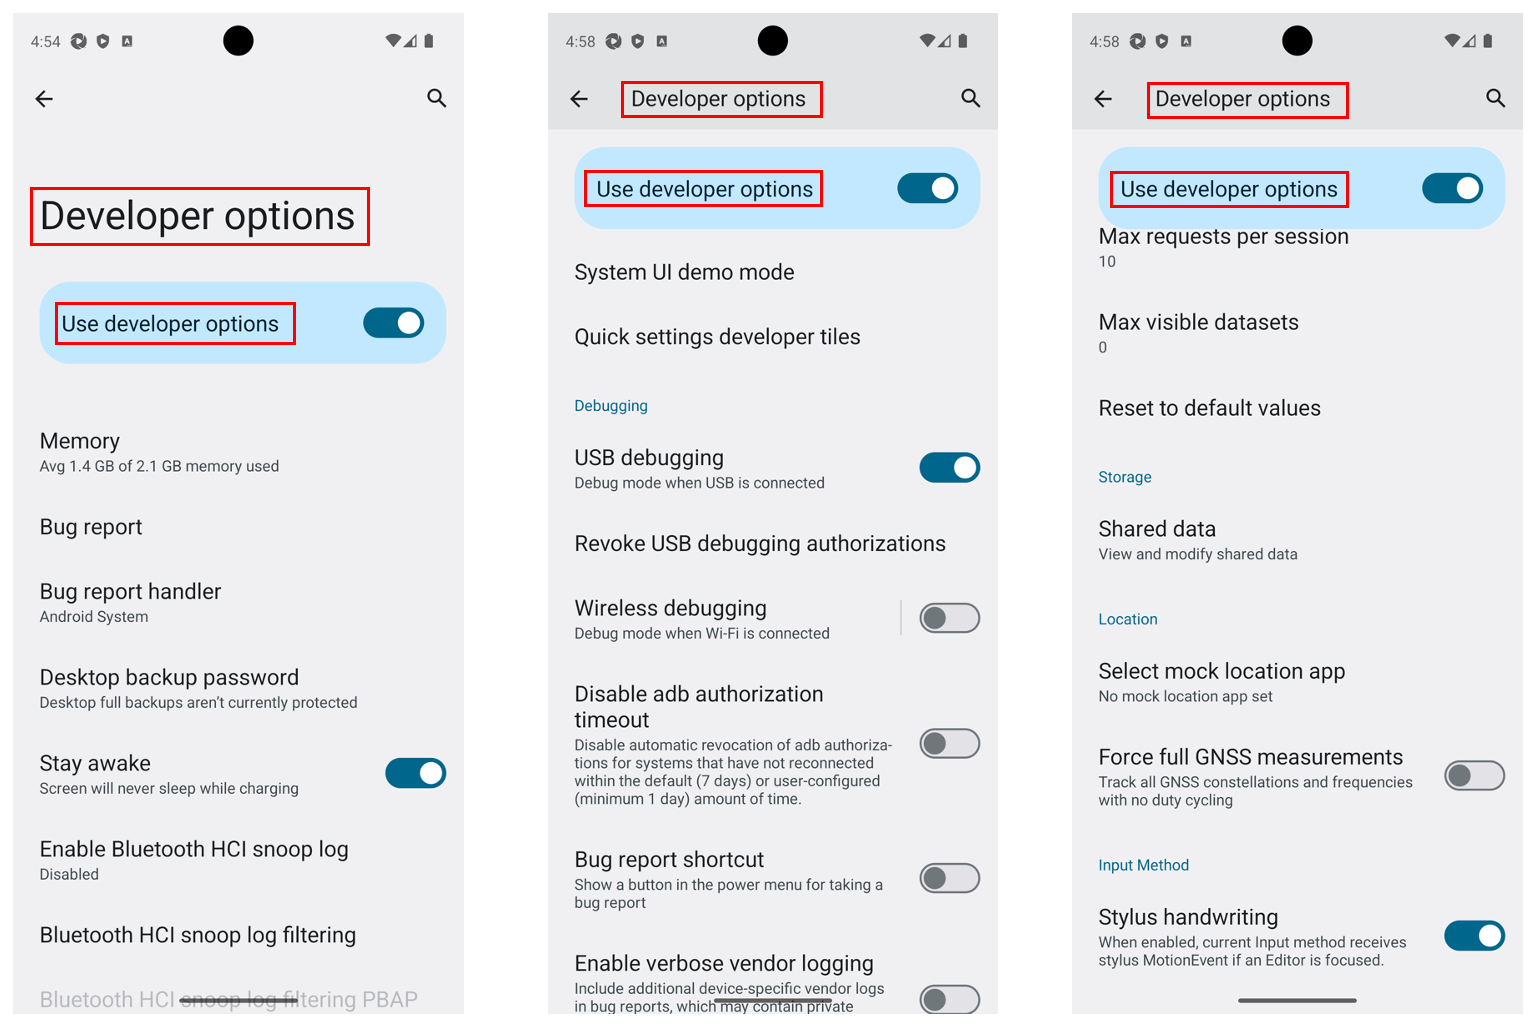 4:54
Developer options
Use developer options
Memory
Avg 1.4 GB of 2.1 GB memory used
Bug report
Bug report handler
Android System
Desktop backup password
Desktop full backups aren't currently protected
Stay awake
Screen will never sleep while charging
Enable Bluetooth HCI snoop log
Disabled
Bluetooth HCI snoop log filtering
Bluetooth HCI snoop log filtering PBAP
4:58
Developer options
Use developer options
System UI demo mode
Quick settings developer tiles
Debugging
USB debugging
Debug mode when USB is connected
Revoke USB debugging authorizations
Wireless debugging
Debug mode when Wi-Fi is connected
Disable adb authorization
timeout
Disable automatic revocation of adb authoriza-
tions for systems that have not reconnected
within the default (7 days) or user-configured
(minimum 1 day) amount of time.
Bug report shortcut
Show a button in the power menu for taking a
bug report
Enable verbose vendor logging
Include additional device-specific vendor logs
in bug reports, which may contain private
4:58
Developer options
Use developer options
Max requests per session
10
Max visible datasets
0
Reset to default values
Storage
Shared data
View and modify shared data
Location
Select mock location app
No mock location app set
Force full GNSS measurements
Track all GNSS constellations and frequencies
with no duty cycling
Input Method
Stylus handwriting
When enabled, current Input method receives
stylus MotionEvent if an Editor is focused.